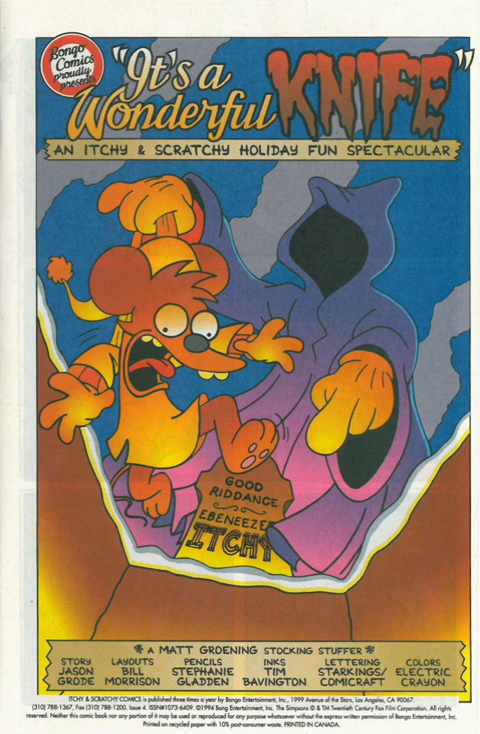 Bongo
Comics
proudly
presents
"It's a
Wonderful KNIFE"
AN ITCHY & SCRATCHY HOLIDAY FUN SPECTACULAR
GOOD
RIDDANCE
EBENEEZE
ITCHY
* A MATT GROENING STOCKING STUFFER *
STORY JASON GRODE
LAYOUTS BILL MORRISON
PENCILS STEPHANIE GLADDEN
INKS TIM BAVINGTON
LETTERING STARKINGS/ COMICRAFT
COLORS ELECTRIC CRAYON
ITCHY & SCRATCHY COMICS is published three times a year by Bongo Entertainment, Inc., 1999 Avenue of the Stars, Los Angeles, CA 90067.
(310) 788-1367, Fax (310) 788-1200. Issue 4. ISSN#1073-6409. ©1994 Bongo Entertainment, Inc. The Simpsons © & TM Twentieth Century Fox Film Corporation. All rights
reserved. Neither this comic book nor any portion of it may be used or reproduced for any purpose whatsoever without the express written permission of Bongo Entertainment, Inc.
Printed on recycled paper with 10% post-consumer waste. PRINTED IN CANADA.